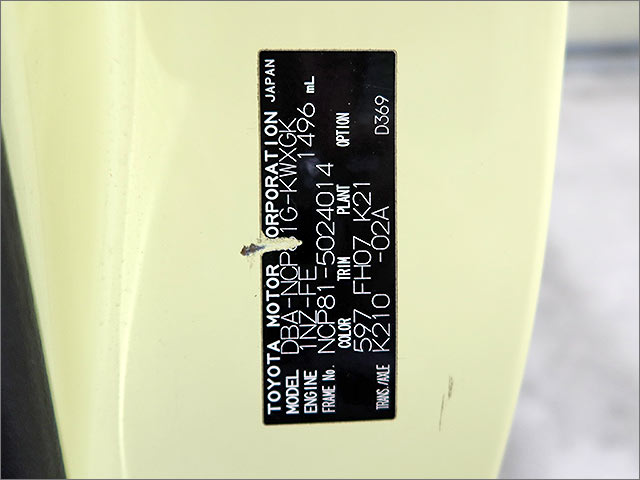 TOYOTA MOTOR CORPORATION JAPAN
MODEL DBA-NCP81G-KWXGK
ENGINE 1NZ-FE 1496 mL
FRAME No. NCP81-5024014
COLOR TRIM PLANT OPTION
597 FH07 K21
TRANS./AXLE K210 -02A D369